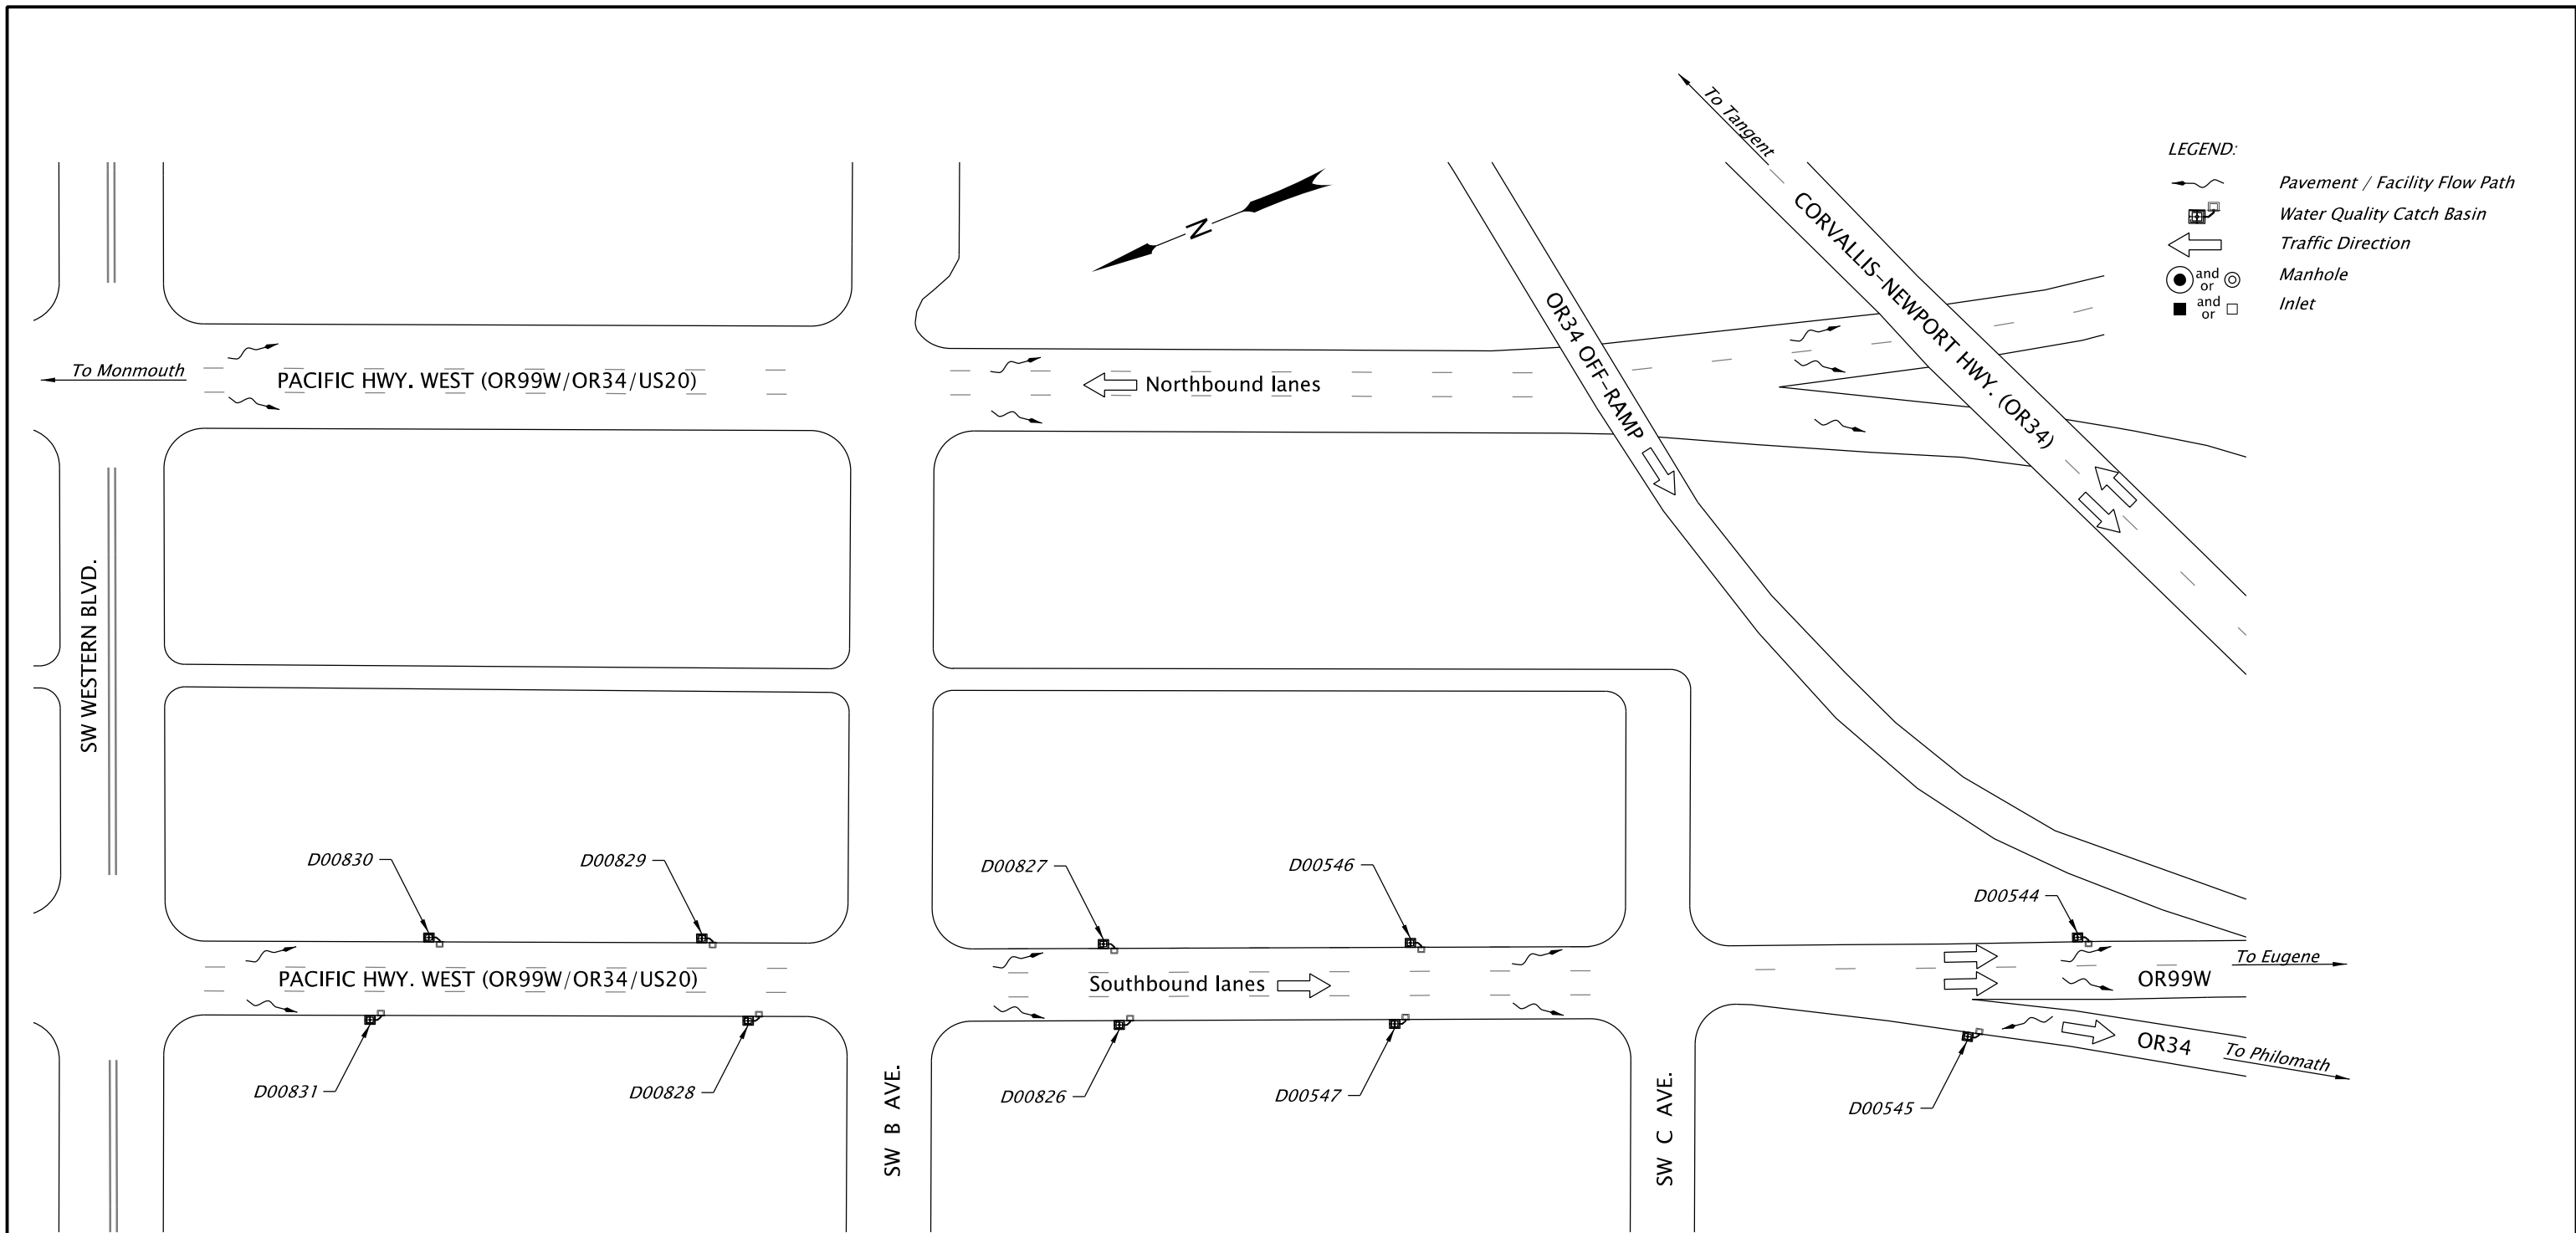 To Tangent
LEGEND:
Pavement / Facility Flow Path
Water Quality Catch Basin
Traffic Direction
and or
Manhole
and or
Inlet
N
CORVALLIS-NEWPORT HWY. (OR34)
OR34 OFF-RAMP
To Monmouth
PACIFIC HWY. WEST (OR99W/OR34/US20)
Northbound lanes
SW WESTERN BLVD.
D00830
D00829
D00827
D00546
D00544
PACIFIC HWY. WEST (OR99W/OR34/US20)
Southbound lanes
OR99W
To Eugene
OR34
To Philomath
D00831
D00828
SW B AVE.
D00826
D00547
SW C AVE.
D00545